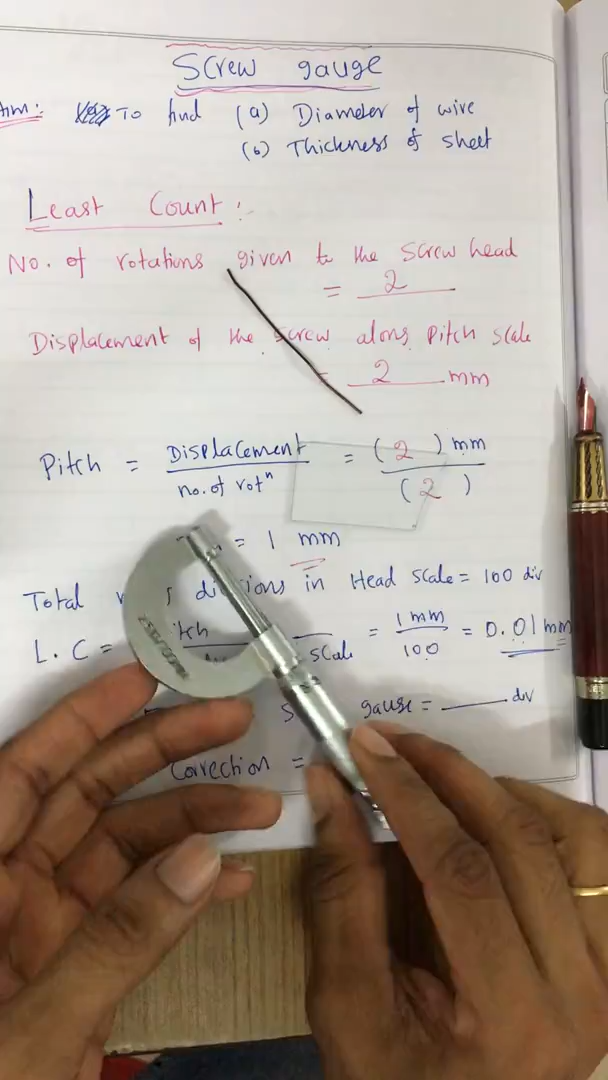 Screw gauge
Aim: To find (a) Diameter of wire
(b) Thickness of sheet
Least Count:
No. of rotations given to the screw head
= 2
Displacement of the screw along pitch scale
= 2 mm
Pitch = Displacement / no. of rotⁿ = (2) mm / (2)
= 1 mm
Total divisions in Head scale = 100 div
L.C = scale = 1 mm / 100 = 0.01 mm
gauge = ____ div
Correction =